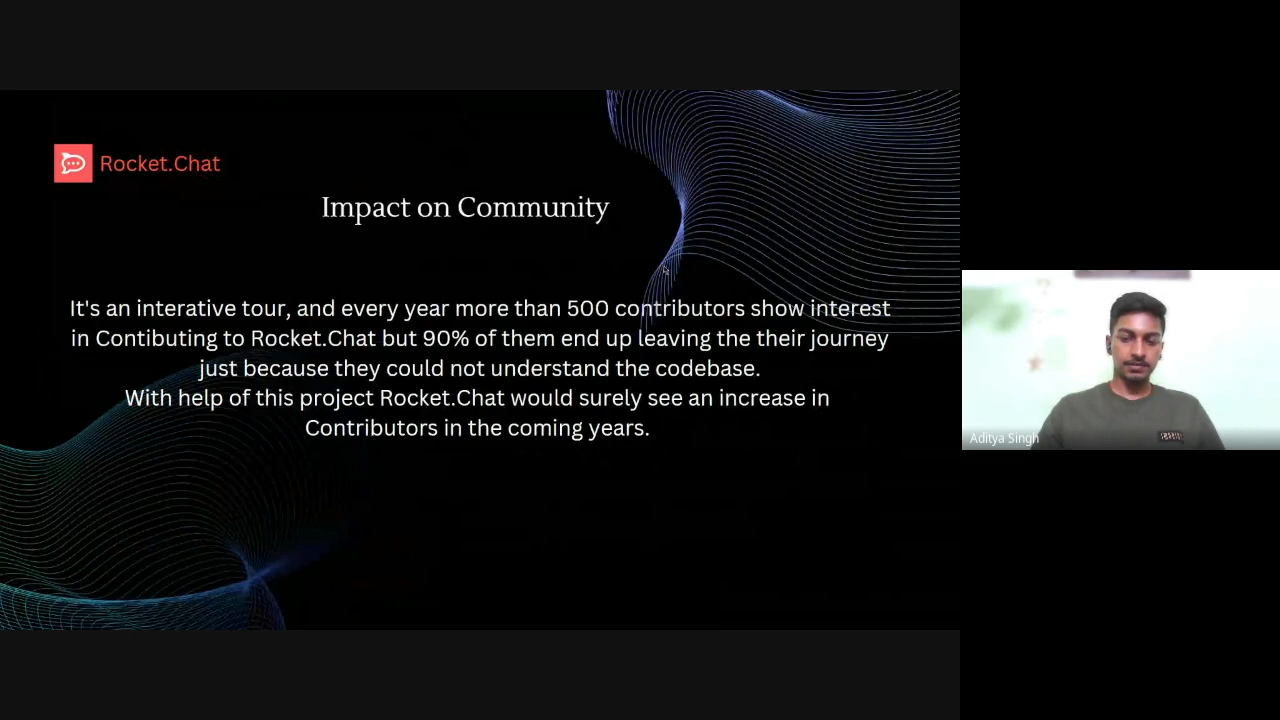 Rocket.Chat
Impact on Community
It's an interative tour, and every year more than 500 contributors show interest
in Contibuting to Rocket.Chat but 90% of them end up leaving the their journey
just because they could not understand the codebase.
With help of this project Rocket.Chat would surely see an increase in
Contributors in the coming years.
Aditya Singh